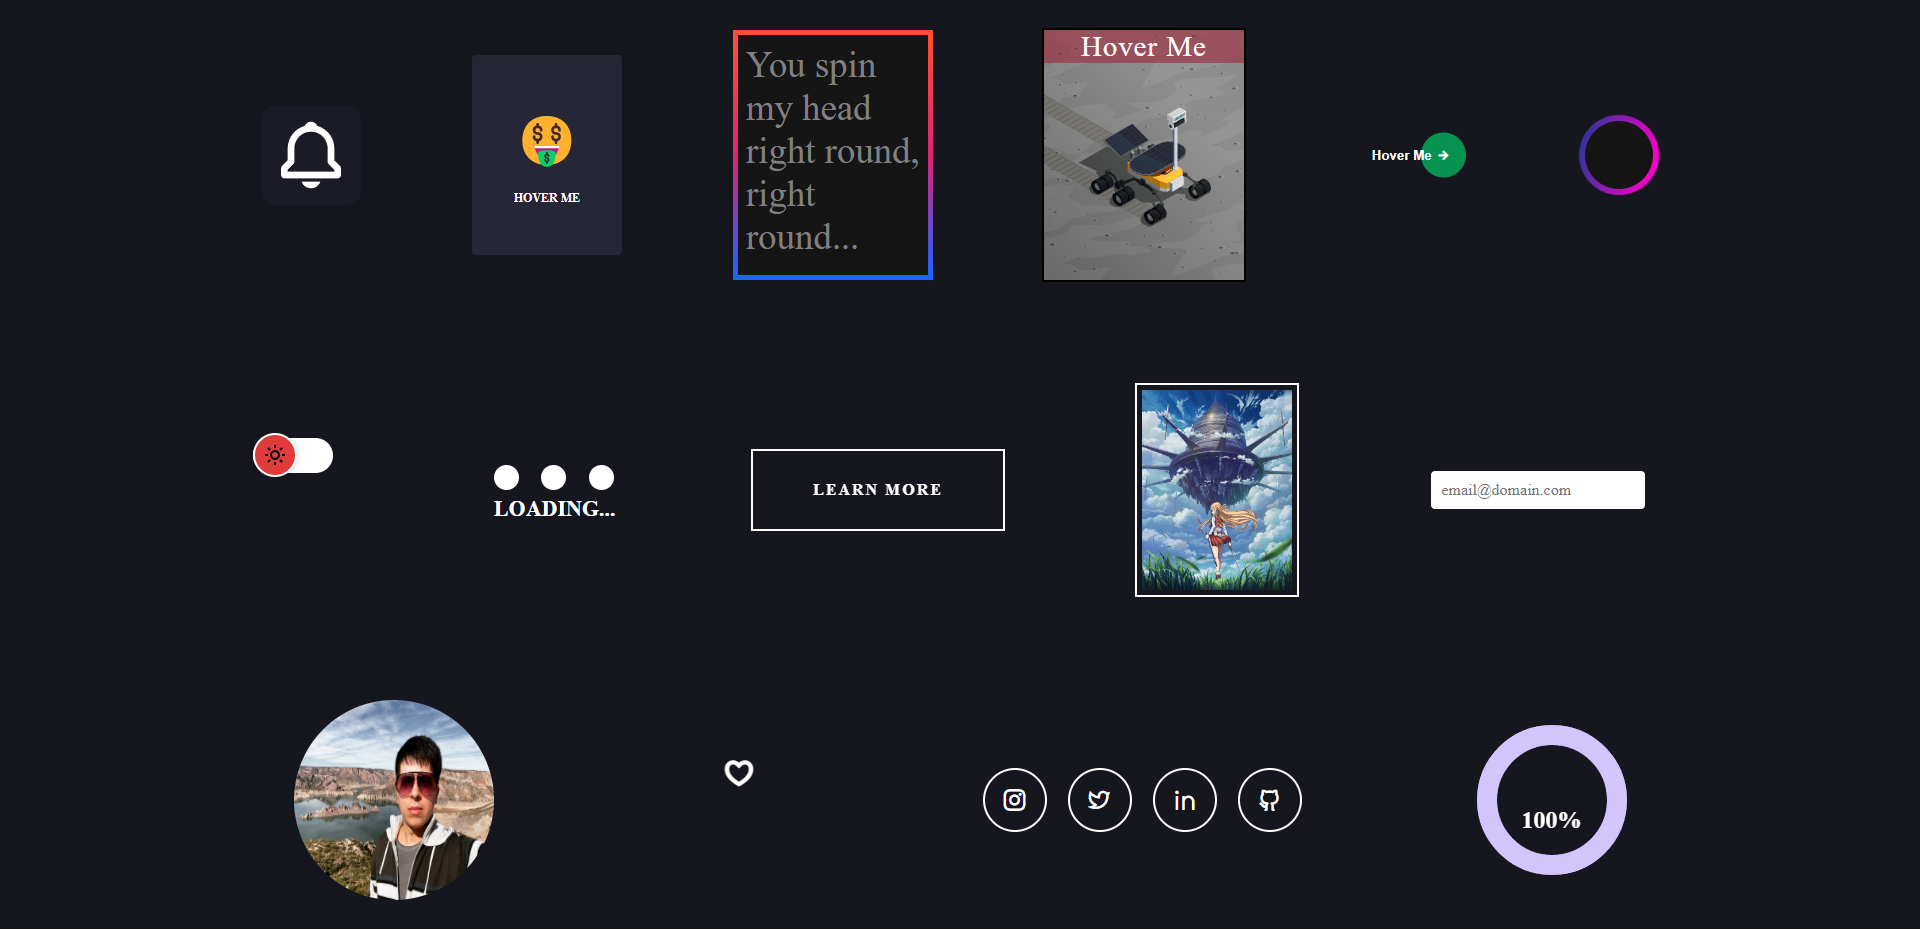 HOVER ME
You spin
my head
right round,
right
round...
Hover Me
Hover Me
LOADING...
LEARN MORE
email@domain.com
in
100%